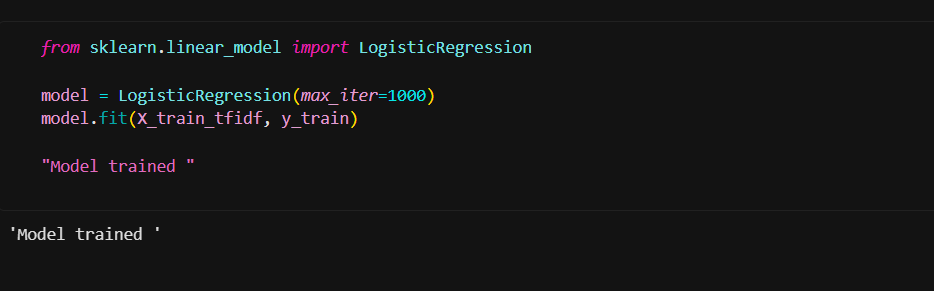 from sklearn.linear_model import LogisticRegression
model = LogisticRegression(max_iter=1000)
model.fit(X_train_tfidf, y_train)
"Model trained "
'Model trained '